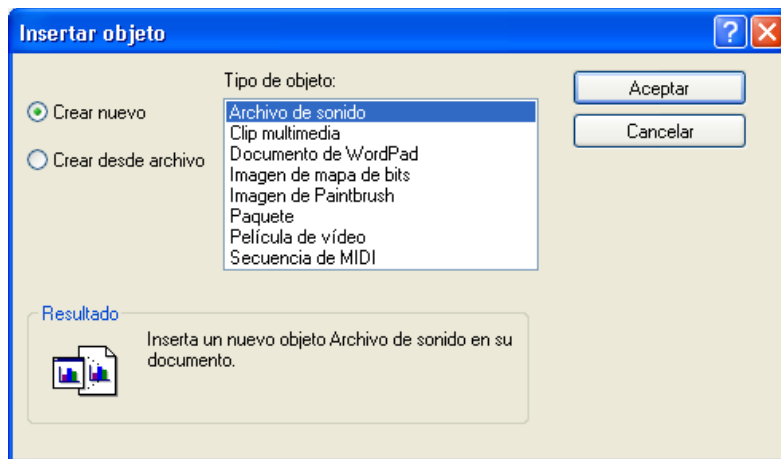 Insertar objeto
Tipo de objeto:
Crear nuevo
Crear desde archivo
Archivo de sonido
Clip multimedia
Documento de WordPad
Imagen de mapa de bits
Imagen de Paintbrush
Paquete
Película de vídeo
Secuencia de MIDI
Aceptar
Cancelar
Resultado
Inserta un nuevo objeto Archivo de sonido en su
documento.